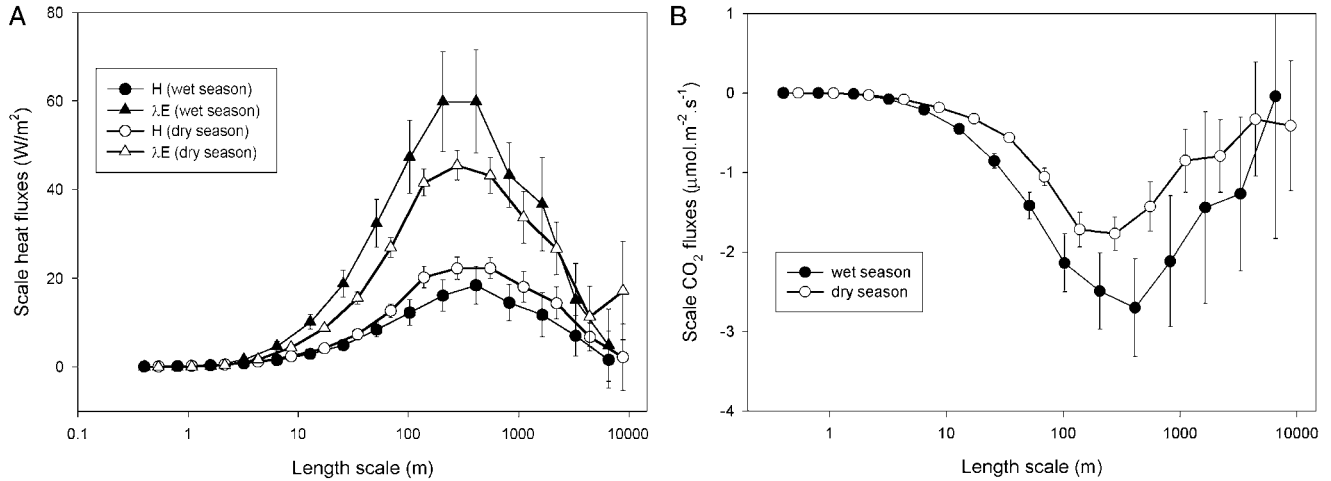 A
Scale heat fluxes (W/m²)
80
60
40
20
0
H (wet season)
λE (wet season)
H (dry season)
λE (dry season)
0.1
1
10
100
1000
10000
Length scale (m)
B
Scale CO₂ fluxes (μmol.m⁻².s⁻¹)
1
0
-1
-2
-3
-4
wet season
dry season
1
10
100
1000
10000
Length scale (m)